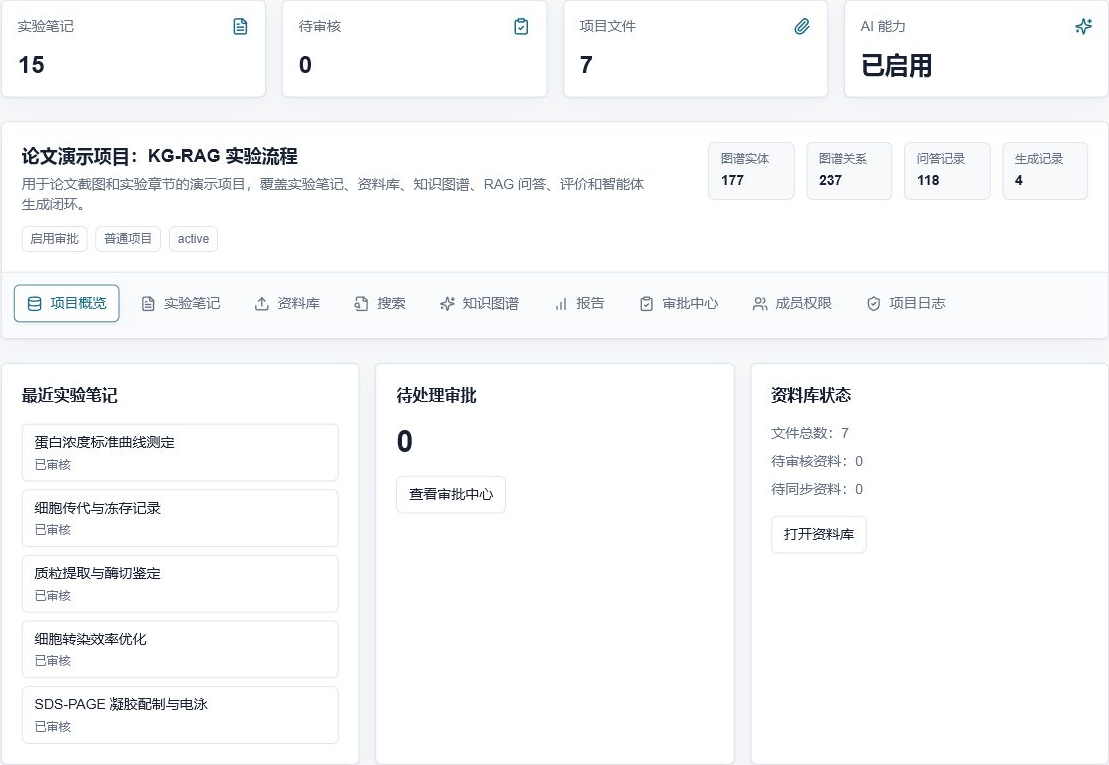 实验笔记
15
待审核
0
项目文件
7
AI 能力
已启用
论文演示项目：KG-RAG 实验流程
用于论文截图和实验章节的演示项目，覆盖实验笔记、资料库、知识图谱、RAG 问答、评价和智能体
生成闭环。
启用审批
普通项目
active
图谱实体
177
图谱关系
237
问答记录
118
生成记录
4
项目概览
实验笔记
资料库
搜索
知识图谱
报告
审批中心
成员权限
项目日志
最近实验笔记
蛋白浓度标准曲线测定
已审核
细胞传代与冻存记录
已审核
质粒提取与酶切鉴定
已审核
细胞转染效率优化
已审核
SDS-PAGE 凝胶配制与电泳
已审核
待处理审批
0
查看审批中心
资料库状态
文件总数：7
待审核资料：0
待同步资料：0
打开资料库